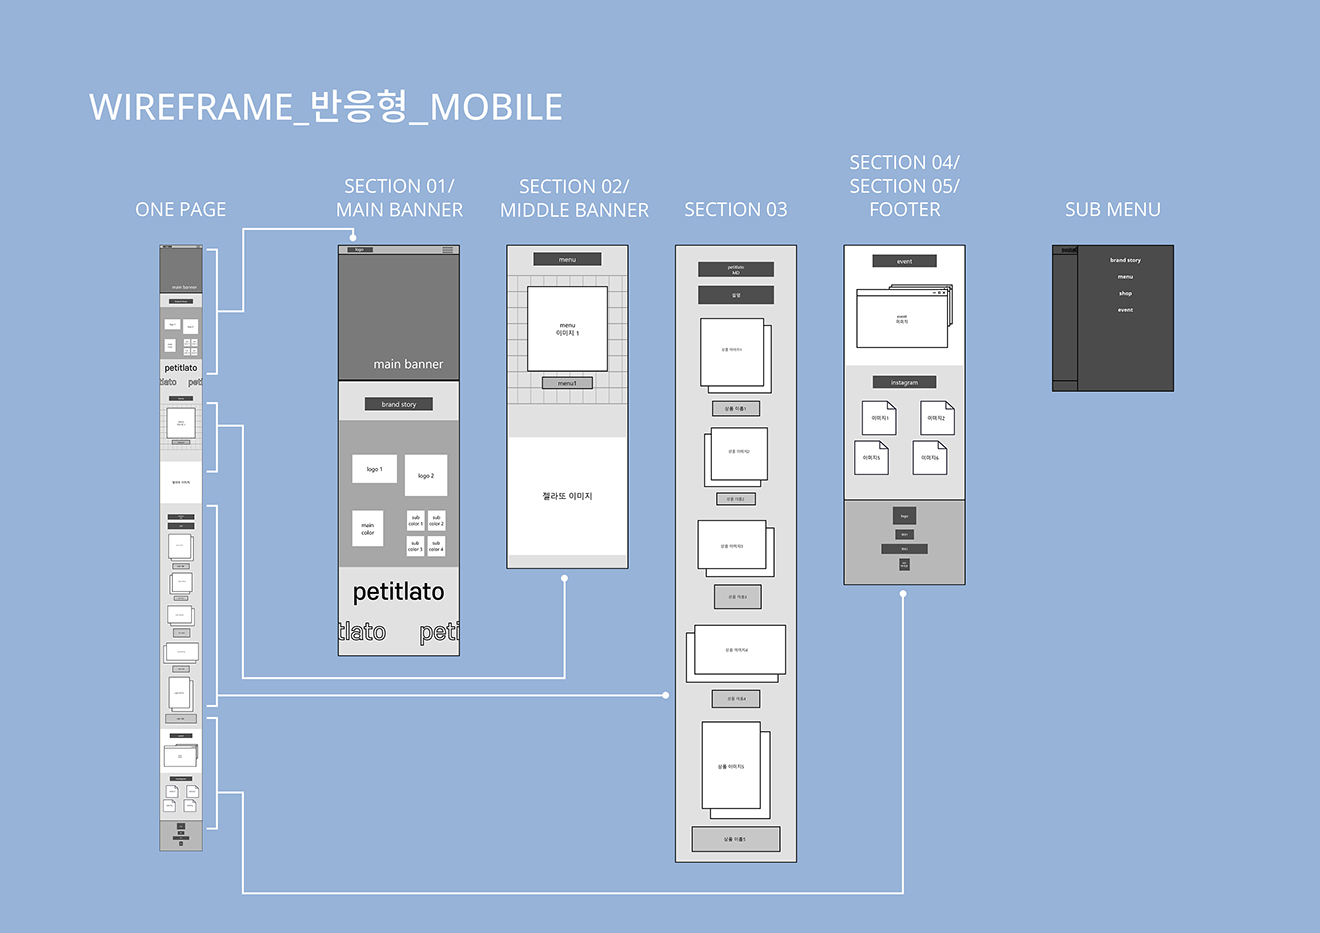 WIREFRAME_반응형_MOBILE
ONE PAGE
main banner
petitlato
tlato peti
젤라또 이미지
SECTION 01/
MAIN BANNER
logo
main banner
brand story
logo 1
logo 2
main
color
sub
color 1
sub
color 2
sub
color 3
sub
color 4
petitlato
tlato peti
SECTION 02/
MIDDLE BANNER
menu
menu
이미지 1
menu1
젤라또 이미지
SECTION 03
petitlato
MD
설명
상품 이미지1
상품 이름1
상품 이미지2
상품 이름2
상품 이미지3
상품 이름3
상품 이미지4
상품 이름4
상품 이미지5
상품 이름5
SECTION 04/
SECTION 05/
FOOTER
event
event
이미지
instagram
이미지1
이미지2
이미지5
이미지6
logo
SUB MENU
brand story
menu
shop
event